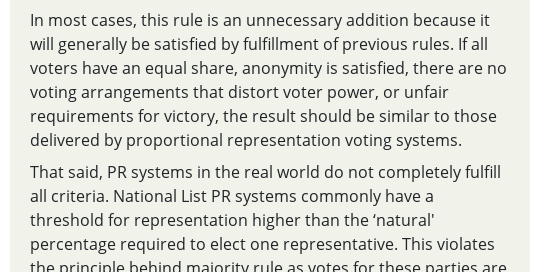 In most cases, this rule is an unnecessary addition because it
will generally be satisfied by fulfillment of previous rules. If all
voters have an equal share, anonymity is satisfied, there are no
voting arrangements that distort voter power, or unfair
requirements for victory, the result should be similar to those
delivered by proportional representation voting systems.
That said, PR systems in the real world do not completely fulfill
all criteria. National List PR systems commonly have a
threshold for representation higher than the ‘natural'
percentage required to elect one representative. This violates
the principle behind majority rule as votes for these parties are